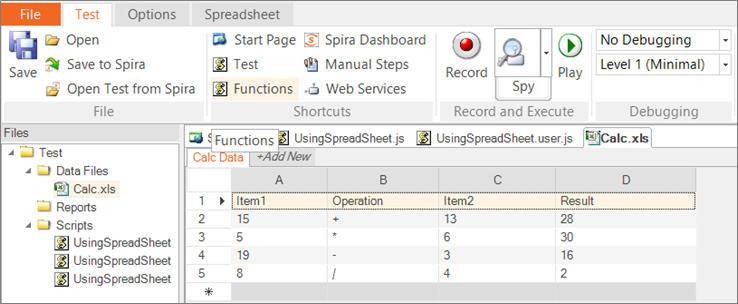 File Test Options Spreadsheet
Save
Open
Save to Spira
Open Test from Spira
File
Start Page
Test
Functions
Spira Dashboard
Manual Steps
Web Services
Shortcuts
Record
Spy
Play
Record and Execute
No Debugging
Level 1 (Minimal)
Debugging
Files
Test
Data Files
Calc.xls
Reports
Scripts
UsingSpreadSheet
UsingSpreadSheet
UsingSpreadSheet
S UsingSpreadSheet.js UsingSpreadSheet.user.js Calc.xls
Functions
Calc Data +Add New
A B C D
1 Item1 Operation Item2 Result
2 15 + 13 28
3 5 * 6 30
4 19 - 3 16
5 8 / 4 2